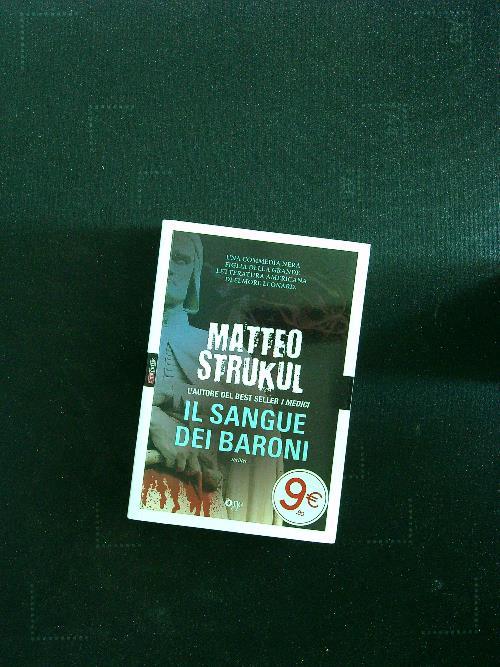 UNA COMMEDIA NERA
FIGLIA DELLA GRANDE
LETTERATURA AMERICANA
DI ELMORE LEONARD.
MATTEO
STRUKUL
L'AUTORE DEL BEST SELLER I MEDICI
IL SANGUE
DEI BARONI
9€
,90